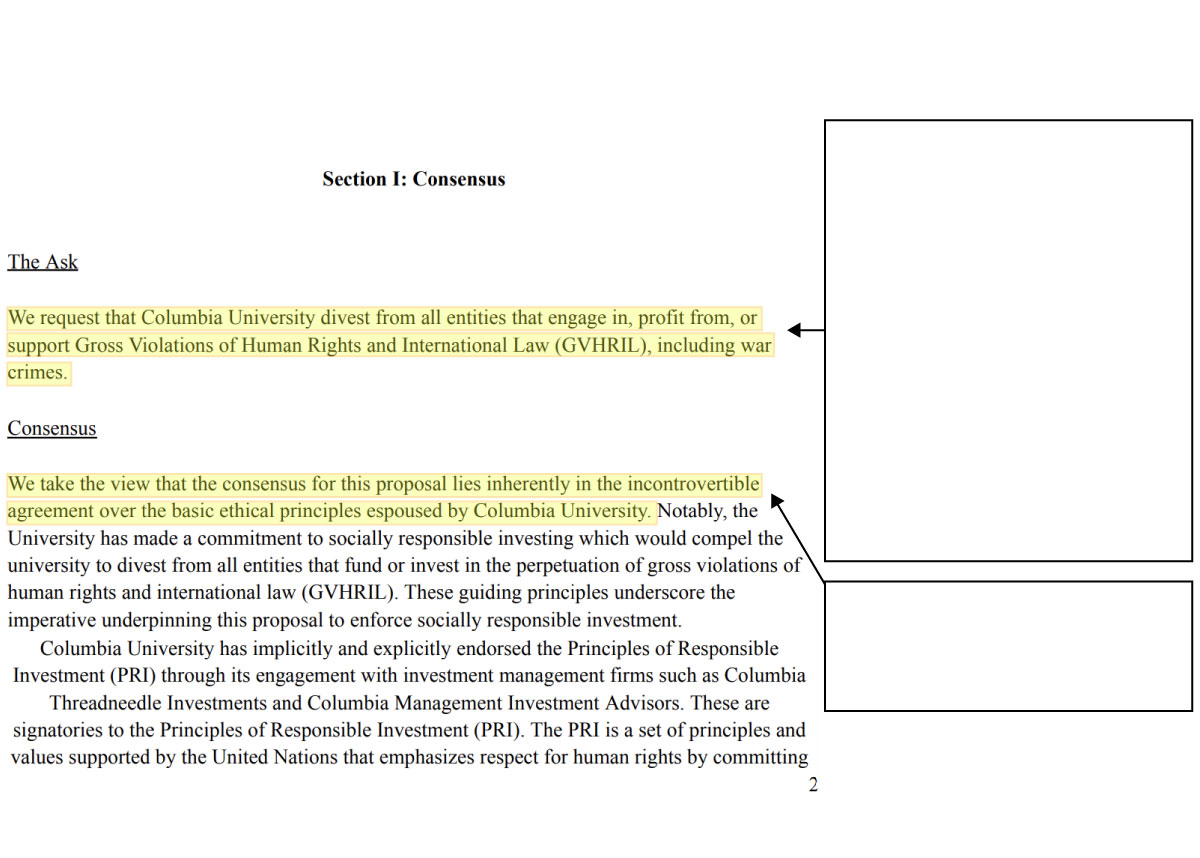 Section I: Consensus
The Ask
We request that Columbia University divest from all entities that engage in, profit from, or
support Gross Violations of Human Rights and International Law (GVHRIL), including war
crimes.
Consensus
We take the view that the consensus for this proposal lies inherently in the incontrovertible
agreement over the basic ethical principles espoused by Columbia University. Notably, the
University has made a commitment to socially responsible investing which would compel the
university to divest from all entities that fund or invest in the perpetuation of gross violations of
human rights and international law (GVHRIL). These guiding principles underscore the
imperative underpinning this proposal to enforce socially responsible investment.
Columbia University has implicitly and explicitly endorsed the Principles of Responsible
Investment (PRI) through its engagement with investment management firms such as Columbia
Threadneedle Investments and Columbia Management Investment Advisors. These are
signatories to the Principles of Responsible Investment (PRI). The PRI is a set of principles and
values supported by the United Nations that emphasizes respect for human rights by committing
2